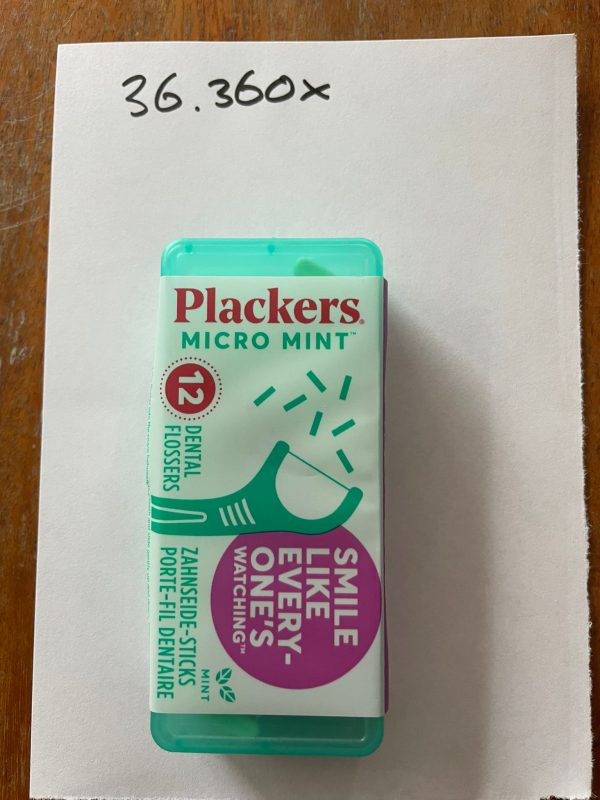 36.360x
Plackers®
MICRO MINT™
12
DENTAL
FLOSSERS
SMILE
LIKE
EVERY-
ONE'S
WATCHING™
ZAHNSEIDE-STICKS
PORTE-FIL DENTAIRE
MINT